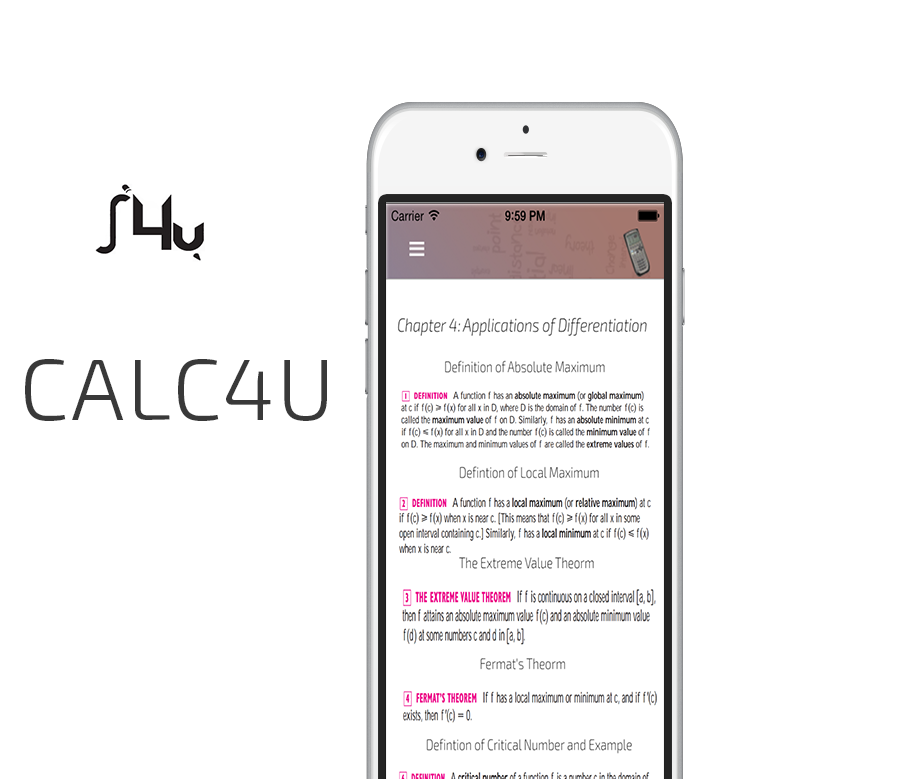 ʃ4u
CALC4U
Carrier 9:59 PM
point
distance
Chapter 4: Applications of Differentiation
Definition of Absolute Maximum
1 DEFINITION A function f has an absolute maximum (or global maximum)
at c if f(c) ⩾ f(x) for all x in D, where D is the domain of f. The number f(c) is
called the maximum value of f on D. Similarly, f has an absolute minimum at c
if f(c) ⩽ f(x) for all x in D and the number f(c) is called the minimum value of f
on D. The maximum and minimum values of f are called the extreme values of f.
Defintion of Local Maximum
2 DEFINITION A function f has a local maximum (or relative maximum) at c
if f(c) ⩾ f(x) when x is near c. [This means that f(c) ⩾ f(x) for all x in some
open interval containing c.] Similarly, f has a local minimum at c if f(c) ⩽ f(x)
when x is near c.
The Extreme Value Theorm
3 THE EXTREME VALUE THEOREM If f is continuous on a closed interval [a, b],
then f attains an absolute maximum value f(c) and an absolute minimum value
f(d) at some numbers c and d in [a, b].
Fermat's Theorm
4 FERMAT'S THEOREM If f has a local maximum or minimum at c, and if f'(c)
exists, then f'(c) = 0.
Defintion of Critical Number and Example
6 DEFINITION A critical number of a function f is a number c in the domain of